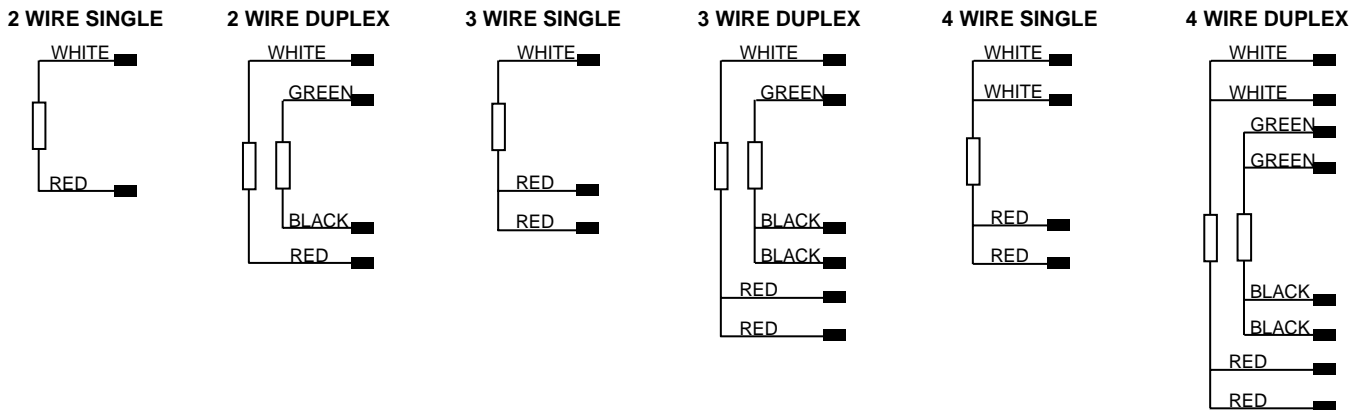 2 WIRE SINGLE
WHITE
RED
2 WIRE DUPLEX
WHITE
GREEN
BLACK
RED
3 WIRE SINGLE
WHITE
RED
RED
3 WIRE DUPLEX
WHITE
GREEN
BLACK
BLACK
RED
RED
4 WIRE SINGLE
WHITE
WHITE
RED
RED
4 WIRE DUPLEX
WHITE
WHITE
GREEN
GREEN
BLACK
BLACK
RED
RED